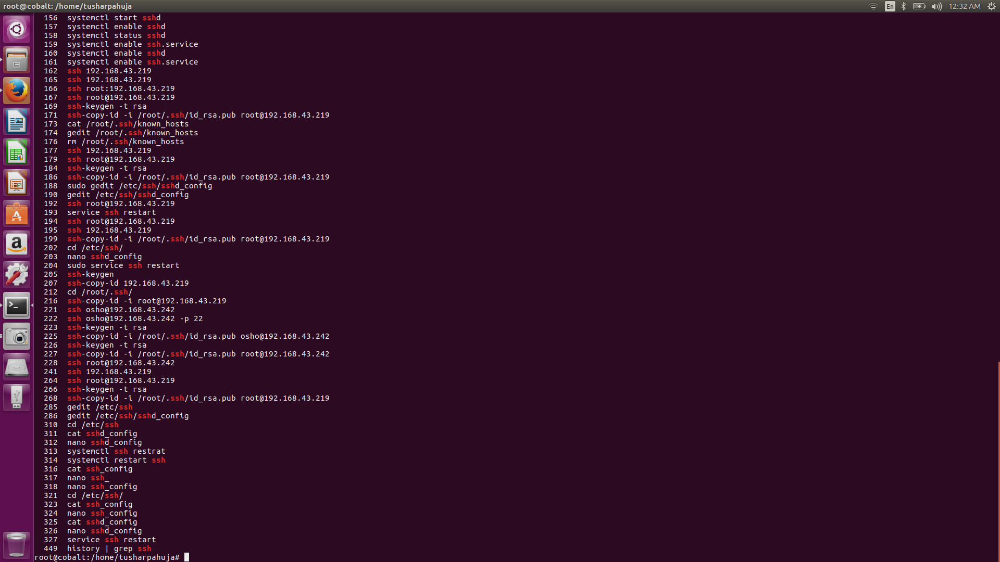 root@cobalt: /home/tusharpahuja
En
12:32 AM
156 systemctl start sshd
157 systemctl enable sshd
158 systemctl status sshd
159 systemctl enable ssh.service
160 systemctl enable sshd
161 systemctl enable ssh.service
162 ssh 192.168.43.219
165 ssh 192.168.43.219
166 ssh root:192.168.43.219
167 ssh root@192.168.43.219
169 ssh-keygen -t rsa
171 ssh-copy-id -i /root/.ssh/id_rsa.pub root@192.168.43.219
173 cat /root/.ssh/known_hosts
174 gedit /root/.ssh/known_hosts
176 rm /root/.ssh/known_hosts
177 ssh 192.168.43.219
179 ssh root@192.168.43.219
184 ssh-keygen -t rsa
186 ssh-copy-id -i /root/.ssh/id_rsa.pub root@192.168.43.219
188 sudo gedit /etc/ssh/sshd_config
190 gedit /etc/ssh/sshd_config
192 ssh root@192.168.43.219
193 service ssh restart
194 ssh root@192.168.43.219
195 ssh 192.168.43.219
199 ssh-copy-id -i /root/.ssh/id_rsa.pub root@192.168.43.219
202 cd /etc/ssh/
203 nano sshd_config
204 sudo service ssh restart
205 ssh-keygen
207 ssh-copy-id 192.168.43.219
212 cd /root/.ssh/
216 ssh-copy-id -i root@192.168.43.219
221 ssh osho@192.168.43.242
222 ssh osho@192.168.43.242 -p 22
223 ssh-keygen -t rsa
225 ssh-copy-id -i /root/.ssh/id_rsa.pub osho@192.168.43.242
226 ssh-keygen -t rsa
227 ssh-copy-id -i /root/.ssh/id_rsa.pub root@192.168.43.242
228 ssh root@192.168.43.242
241 ssh 192.168.43.219
264 ssh root@192.168.43.219
266 ssh-keygen -t rsa
268 ssh-copy-id -i /root/.ssh/id_rsa.pub root@192.168.43.219
285 gedit /etc/ssh
286 gedit /etc/ssh/sshd_config
310 cd /etc/ssh
311 cat sshd_config
312 nano sshd_config
313 systemctl ssh restrat
314 systemctl restart ssh
316 cat ssh_config
317 nano ssh_
318 nano ssh_config
321 cd /etc/ssh/
323 cat ssh_config
324 nano ssh_config
325 cat sshd_config
326 nano sshd_config
327 service ssh restart
449 history | grep ssh
root@cobalt:/home/tusharpahuja#